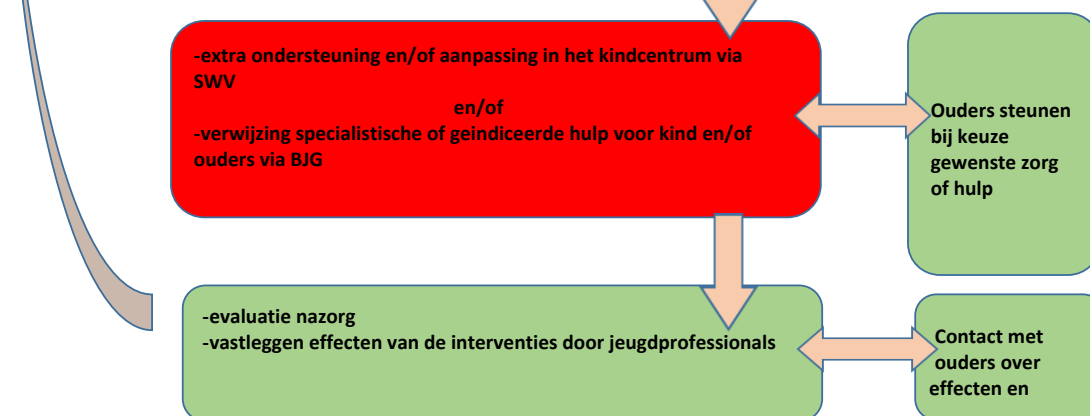 -extra ondersteuning en/of aanpassing in het kindcentrum via
SWV
en/of
-verwijzing specialistische of geindiceerde hulp voor kind en/of
ouders via BJG
Ouders steunen
bij keuze
gewenste zorg
of hulp
-evaluatie nazorg
-vastleggen effecten van de interventies door jeugdprofessionals
Contact met
ouders over
effecten en